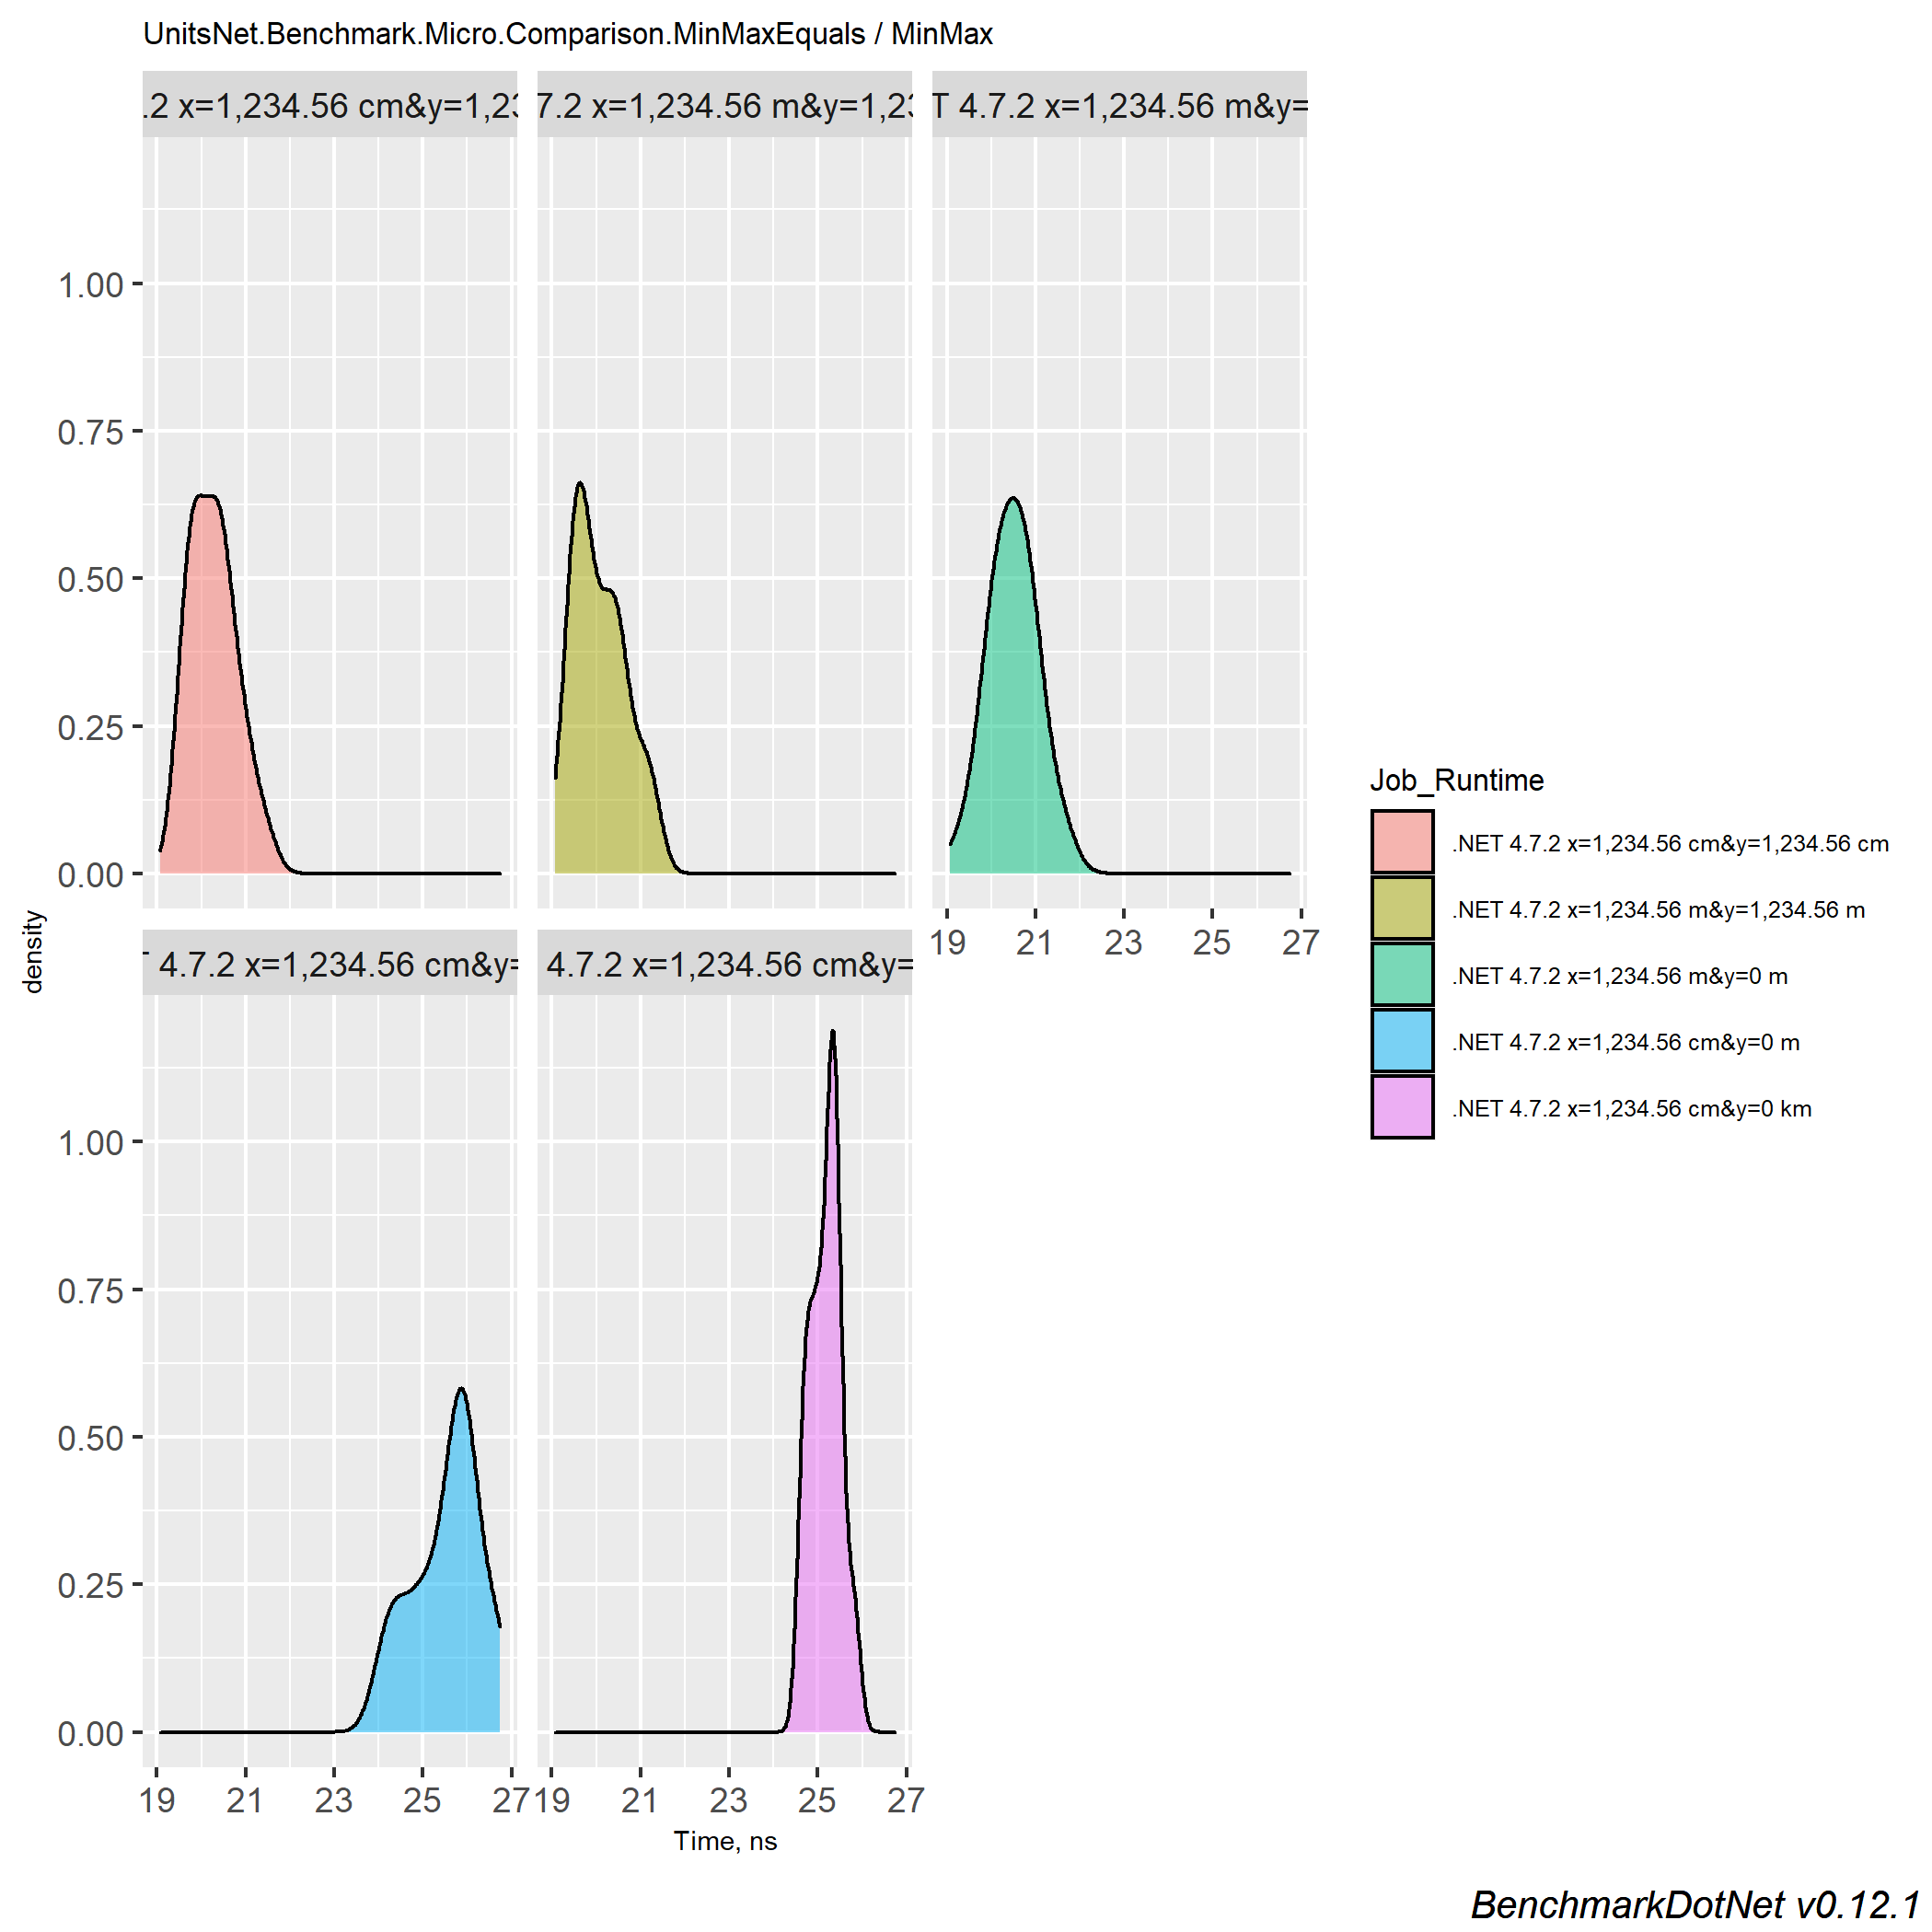 UnitsNet.Benchmark.Micro.Comparison.MinMaxEquals / MinMax
.2 x=1,234.56 cm&y=1,23
7.2 x=1,234.56 m&y=1,23
T 4.7.2 x=1,234.56 m&y=
1.00
0.75
0.50
0.25
0.00
19 21 23 25 27
density
4.7.2 x=1,234.56 cm&y=
4.7.2 x=1,234.56 cm&y=
1.00
0.75
0.50
0.25
0.00
19 21 23 25 27
19 21 23 25 27
Time, ns
Job_Runtime
.NET 4.7.2 x=1,234.56 cm&y=1,234.56 cm
.NET 4.7.2 x=1,234.56 m&y=1,234.56 m
.NET 4.7.2 x=1,234.56 m&y=0 m
.NET 4.7.2 x=1,234.56 cm&y=0 m
.NET 4.7.2 x=1,234.56 cm&y=0 km
BenchmarkDotNet v0.12.1